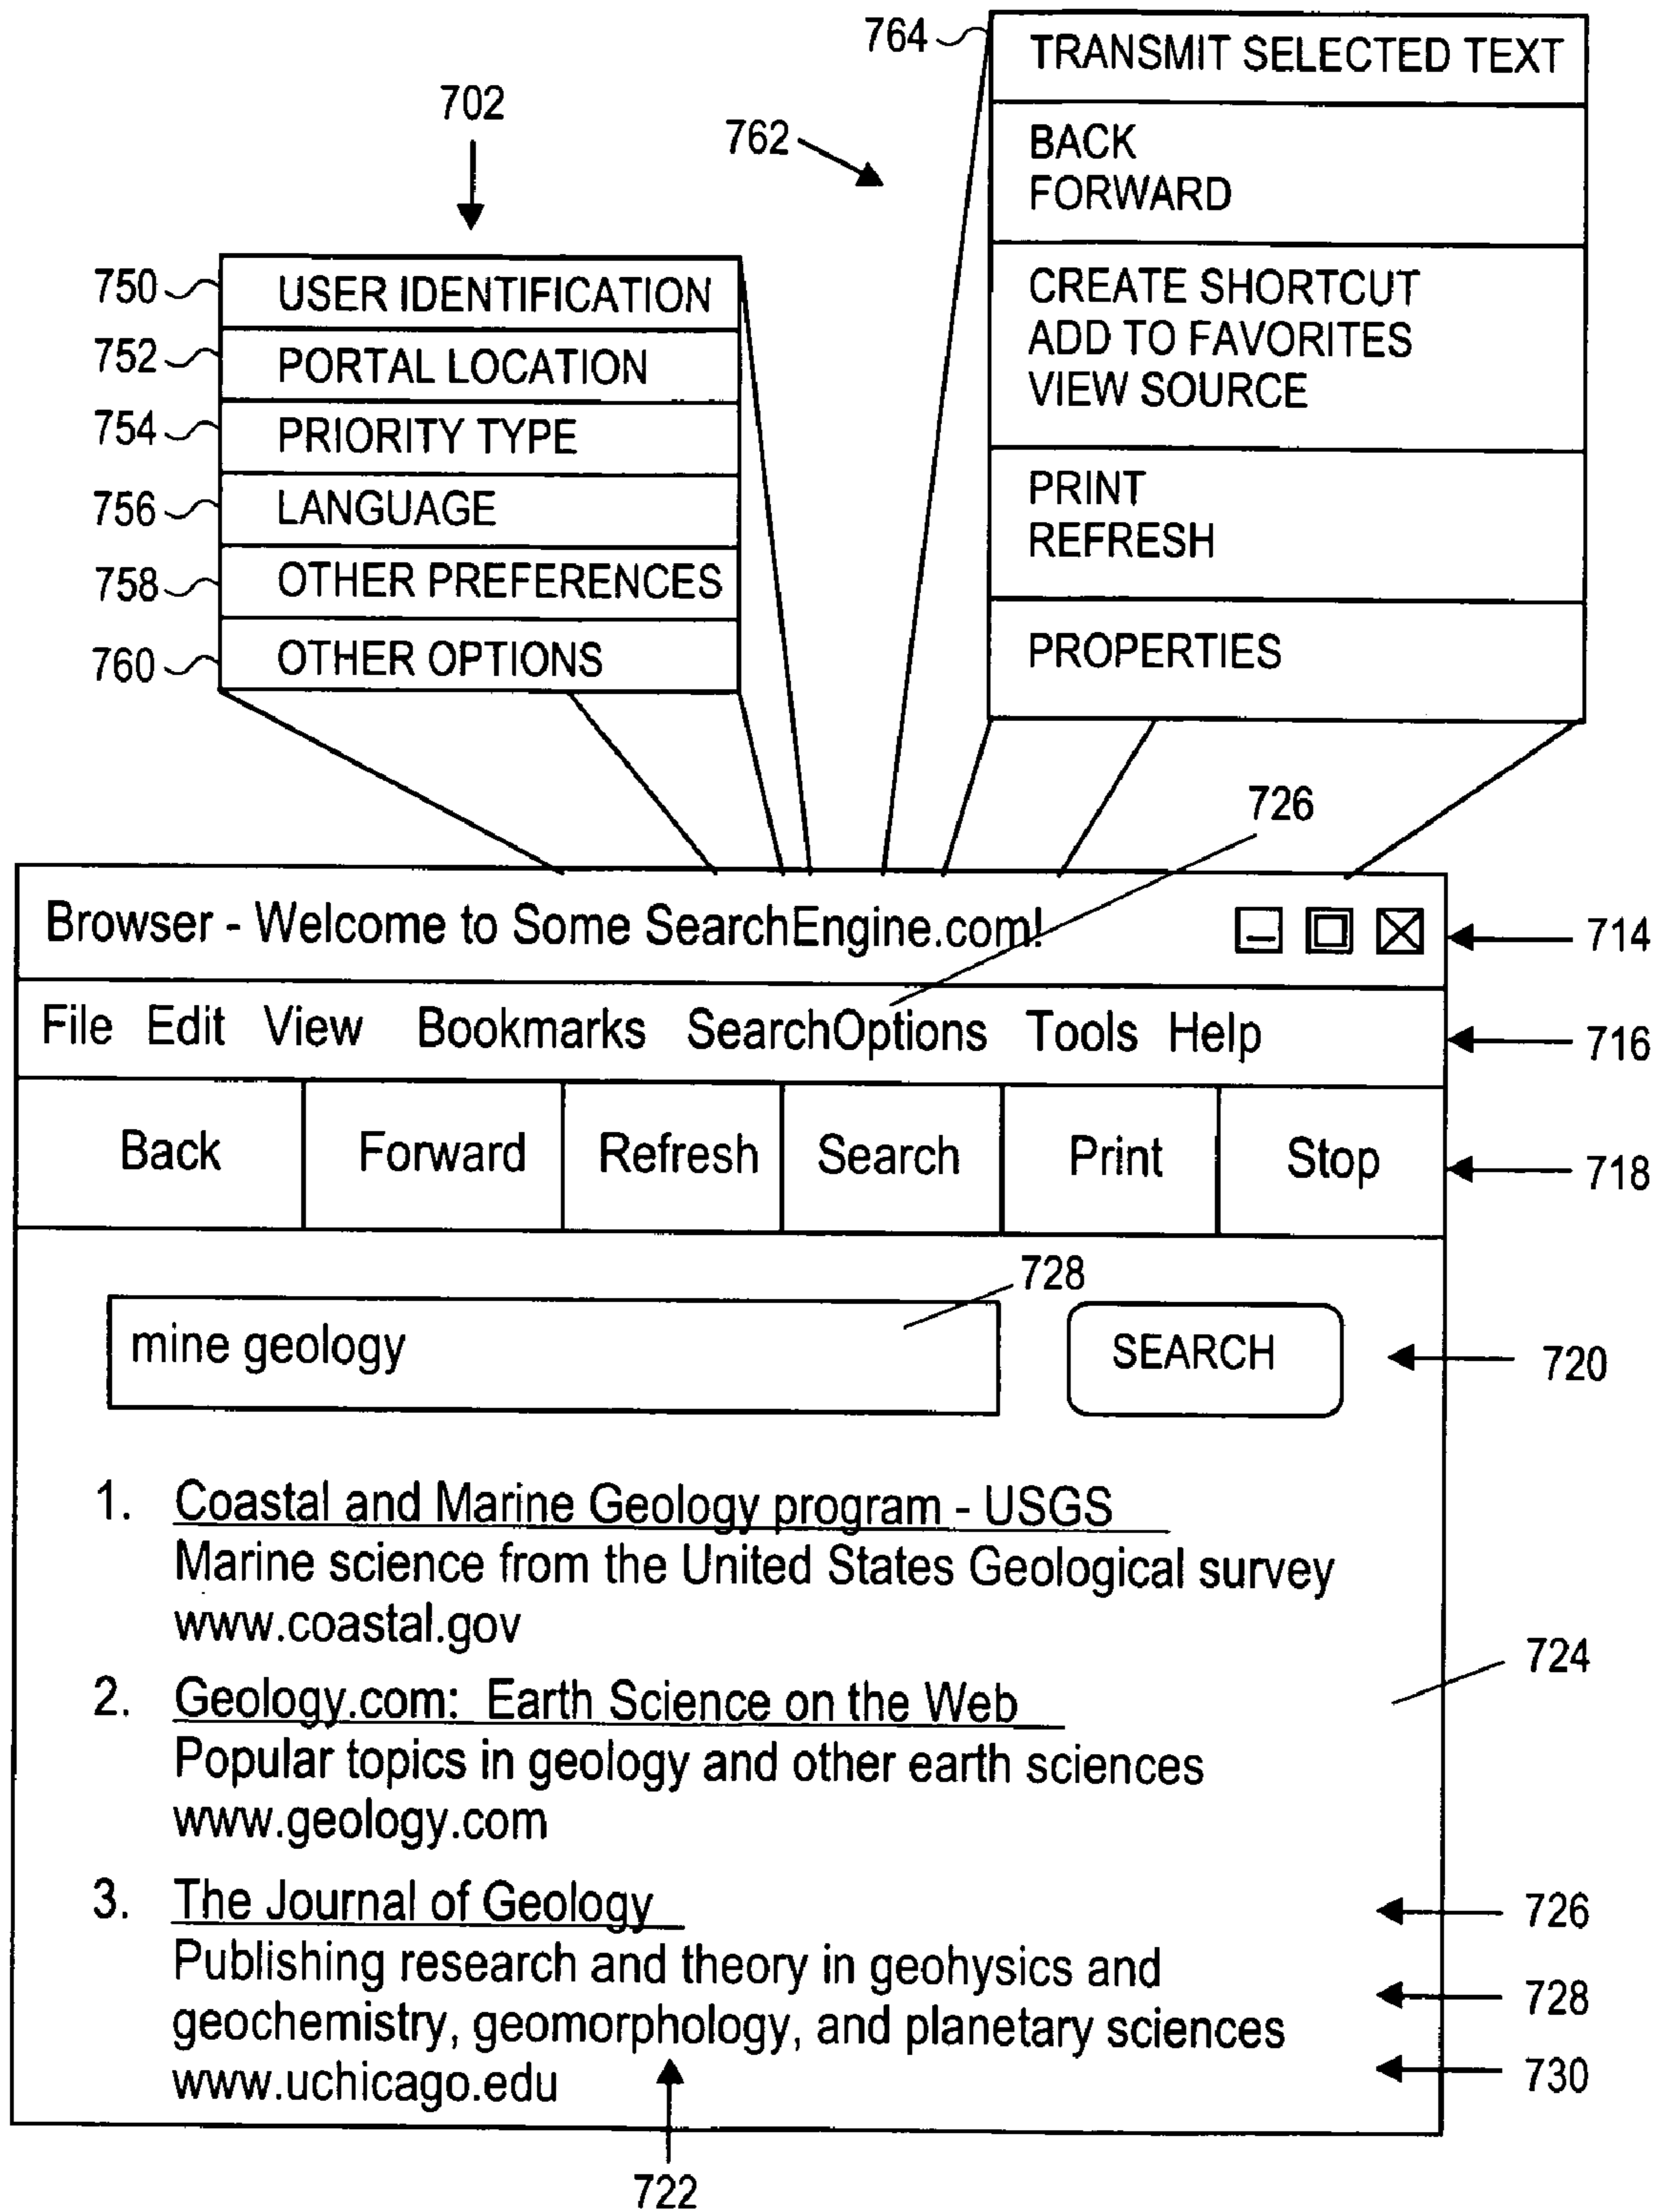 764
TRANSMIT SELECTED TEXT
BACK
FORWARD
CREATE SHORTCUT
ADD TO FAVORITES
VIEW SOURCE
PRINT
REFRESH
PROPERTIES
762
702
750 USER IDENTIFICATION
752 PORTAL LOCATION
754 PRIORITY TYPE
756 LANGUAGE
758 OTHER PREFERENCES
760 OTHER OPTIONS
726
Browser - Welcome to Some SearchEngine.com! 714
File Edit View Bookmarks SearchOptions Tools Help 716
Back Forward Refresh Search Print Stop 718
728
mine geology SEARCH 720
1. Coastal and Marine Geology program - USGS
Marine science from the United States Geological survey
www.coastal.gov
724
2. Geology.com: Earth Science on the Web
Popular topics in geology and other earth sciences
www.geology.com
3. The Journal of Geology 726
Publishing research and theory in geohysics and
geochemistry, geomorphology, and planetary sciences 728
www.uchicago.edu 730
722